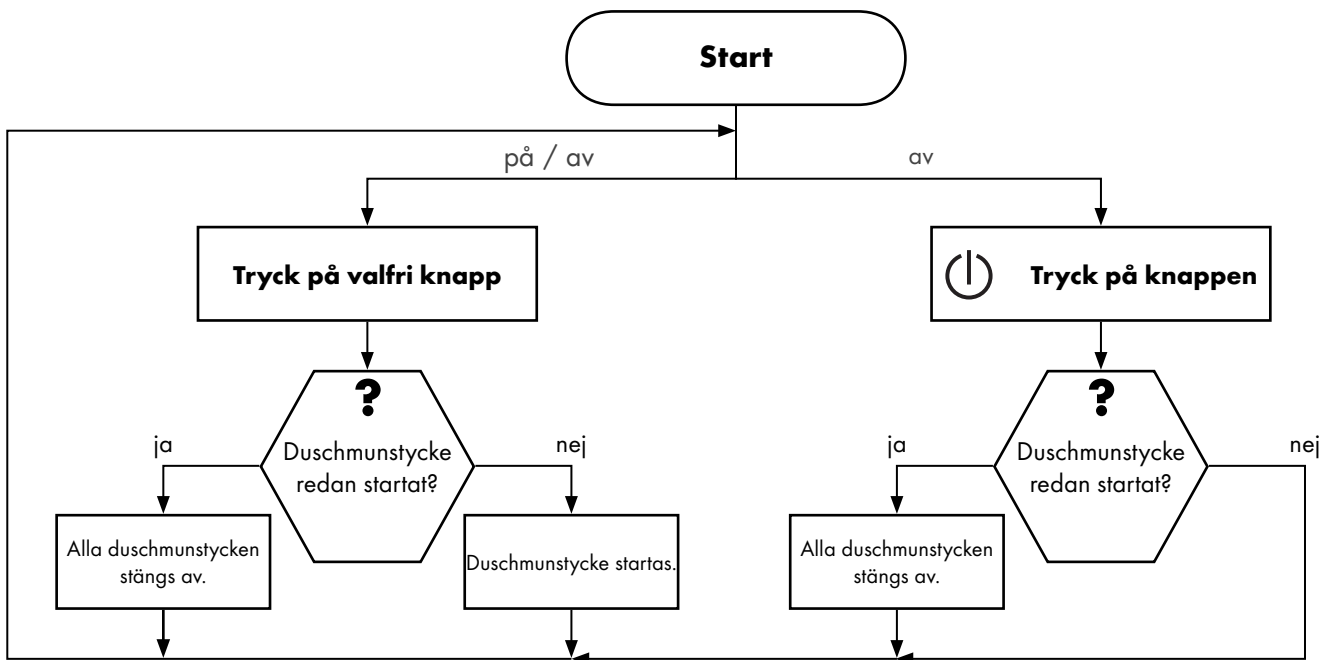 Start
på / av
av
Tryck på valfri knapp
Tryck på knappen
?
Duschmunstycke
redan startat?
ja
nej
?
Duschmunstycke
redan startat?
ja
nej
Alla duschmunstycken
stängs av.
Duschmunstycke startas.
Alla duschmunstycken
stängs av.